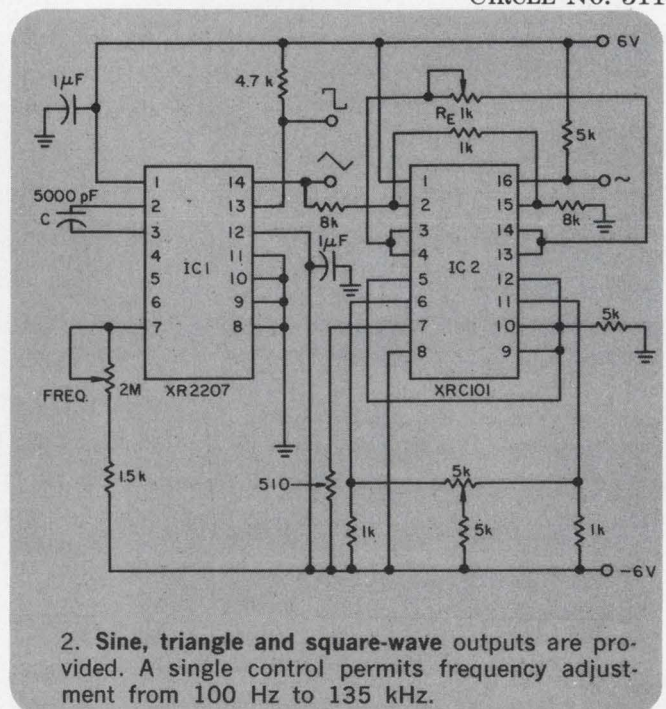 6V
1μF
4.7 k
R_E 1k
1k
5k
5000 pF
C
1
2
3
4
5
6
7
14
13
12
11
10
9
8
IC 1
XR2207
8k
1μF
1
2
3
4
5
6
7
8
16
15
14
13
12
11
10
9
IC 2
XRC101
8k
5k
FREQ.
2M
1.5k
510
5k
1k
5k
1k
-6V
2. Sine, triangle and square-wave outputs are pro-
vided. A single control permits frequency adjust-
ment from 100 Hz to 135 kHz.